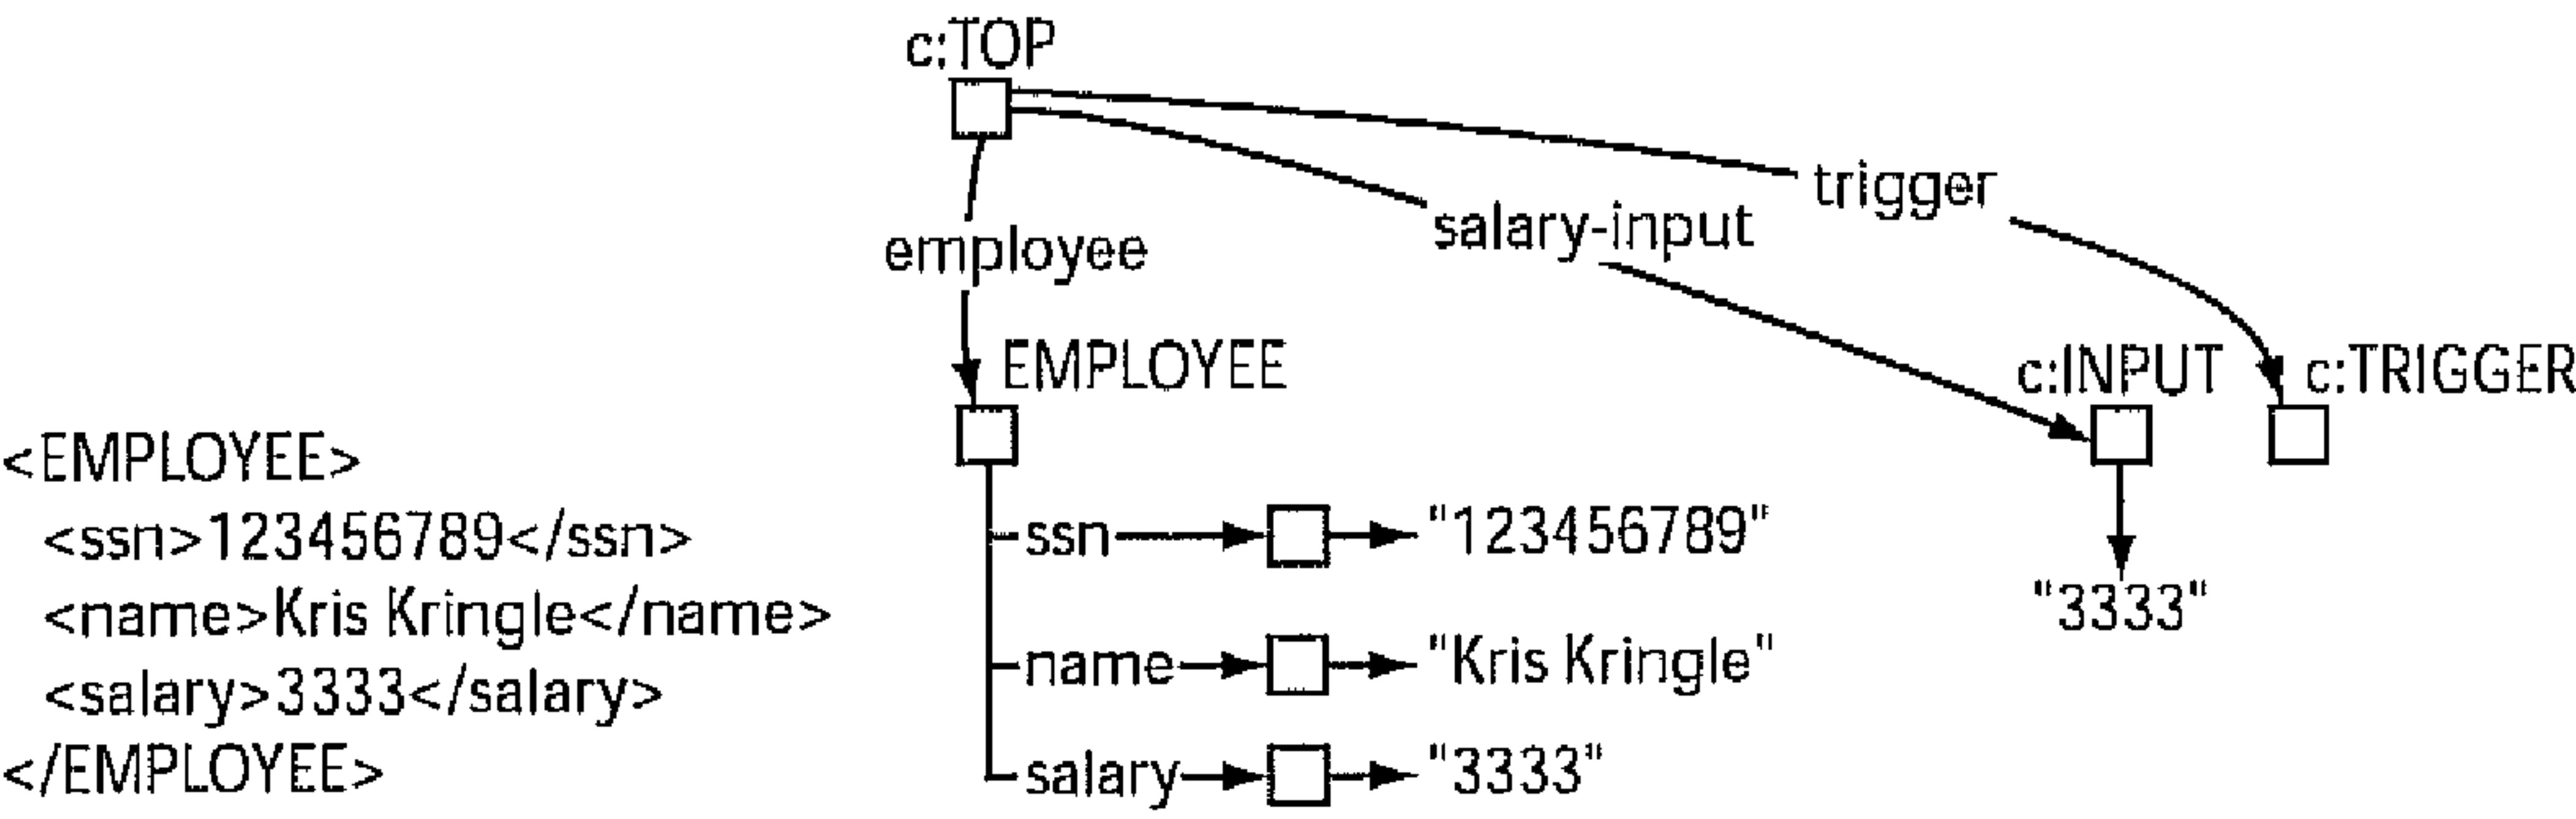 c:TOP
trigger
salary-input
employee
EMPLOYEE
c:INPUT
c:TRIGGER
<EMPLOYEE>
<ssn>123456789</ssn>
<name>Kris Kringle</name>
<salary>3333</salary>
</EMPLOYEE>
ssn "123456789"
name "Kris Kringle"
salary "3333"
"3333"